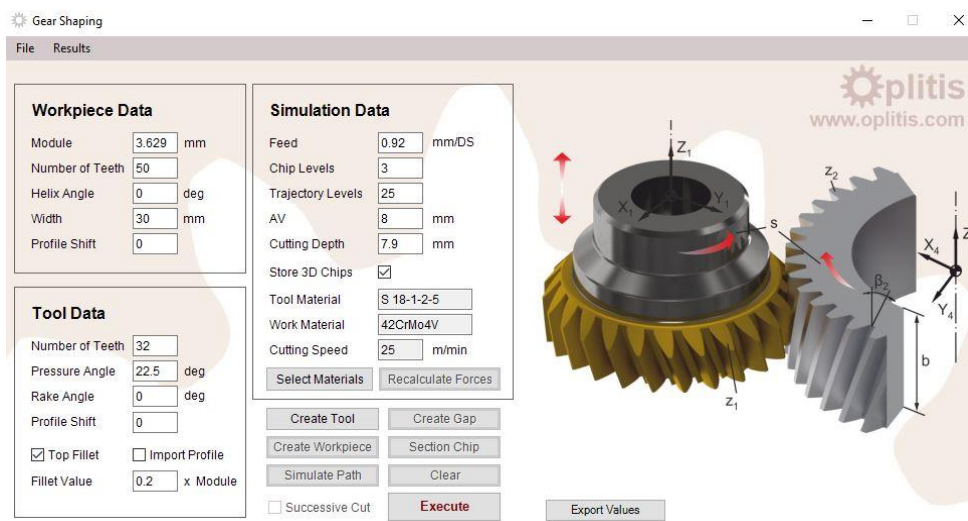 Gear Shaping
File Results
Workpiece Data
Module 3.629 mm
Number of Teeth 50
Helix Angle 0 deg
Width 30 mm
Profile Shift 0
Tool Data
Number of Teeth 32
Pressure Angle 22.5 deg
Rake Angle 0 deg
Profile Shift 0
Top Fillet Import Profile
Fillet Value 0.2 x Module
Simulation Data
Feed 0.92 mm/DS
Chip Levels 3
Trajectory Levels 25
AV 8 mm
Cutting Depth 7.9 mm
Store 3D Chips
Tool Material S 18-1-2-5
Work Material 42CrMo4V
Cutting Speed 25 m/min
Select Materials Recalculate Forces
Create Tool Create Gap
Create Workpiece Section Chip
Simulate Path Clear
Successive Cut Execute
Oplitis
www.oplitis.com
Z1
X1 Y1
z2
s
Z
X4
β2
Y4
b
z1
Export Values